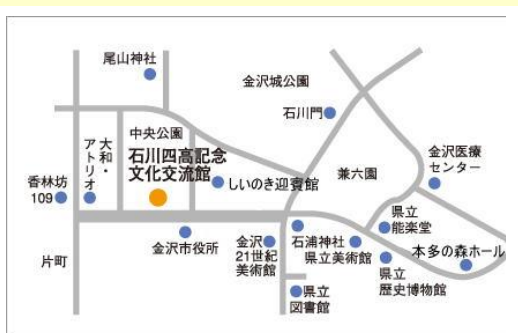 尾山神社
金沢城公園
石川門
中央公園
石川四高記念
文化交流館
大和・
アトリオ
香林坊
109
しいのき迎賓館
兼六園
金沢医療
センター
県立
能楽堂
金沢市役所
金沢
21世紀
美術館
石浦神社
県立美術館
本多の森ホール
片町
県立
歴史博物館
県立
図書館